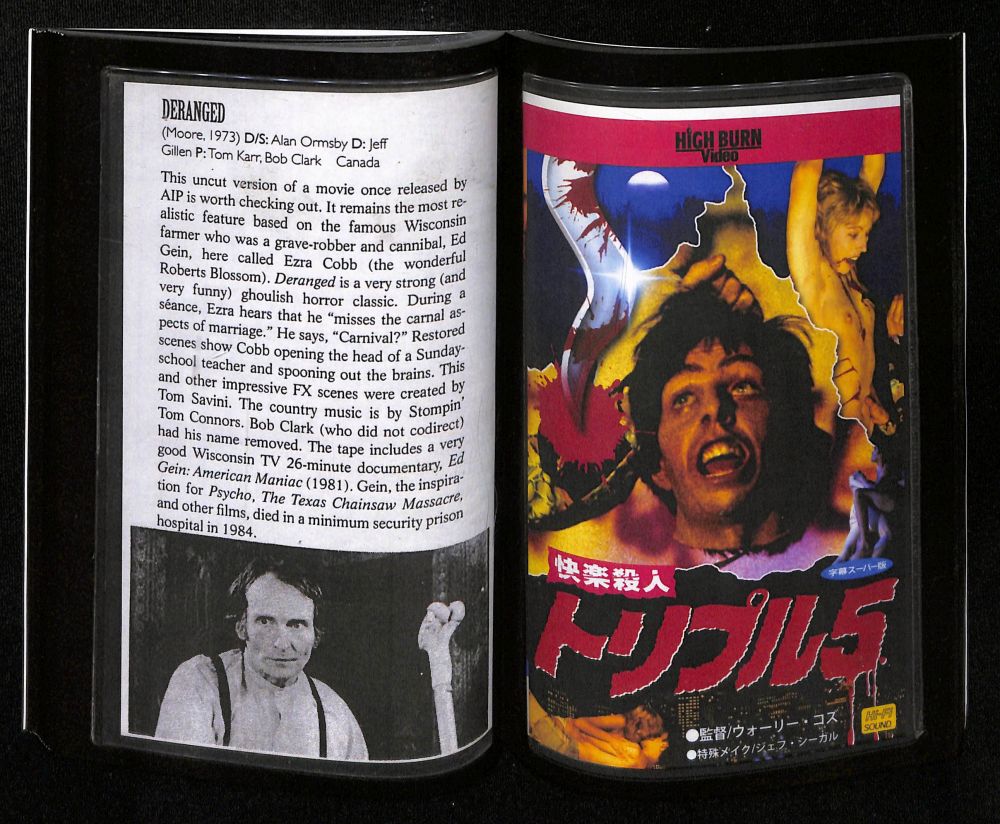 DERANGED
(Moore, 1973) D/S: Alan Ormsby D: Jeff
Gillen P: Tom Karr, Bob Clark Canada
This uncut version of a movie once released by
AIP is worth checking out. It remains the most re-
alistic feature based on the famous Wisconsin
farmer who was a grave-robber and cannibal, Ed
Gein, here called Ezra Cobb (the wonderful
Roberts Blossom). Deranged is a very strong (and
very funny) ghoulish horror classic. During a
séance, Ezra hears that he “misses the carnal as-
pects of marriage.” He says, “Carnival?” Restored
scenes show Cobb opening the head of a Sunday-
school teacher and spooning out the brains. This
and other impressive FX scenes were created by
Tom Savini. The country music is by Stompin’
Tom Connors. Bob Clark (who did not codirect)
had his name removed. The tape includes a very
good Wisconsin TV 26-minute documentary, Ed
Gein: American Maniac (1981). Gein, the inspira-
tion for Psycho, The Texas Chainsaw Massacre,
and other films, died in a minimum security prison
hospital in 1984.
HIGH BURN
Video
快楽殺人
字幕スーパー版
トリプル5
●監督/ウォーリー・コズ
●特殊メイク/ジェフ・シーガル
HI-FI
SOUND